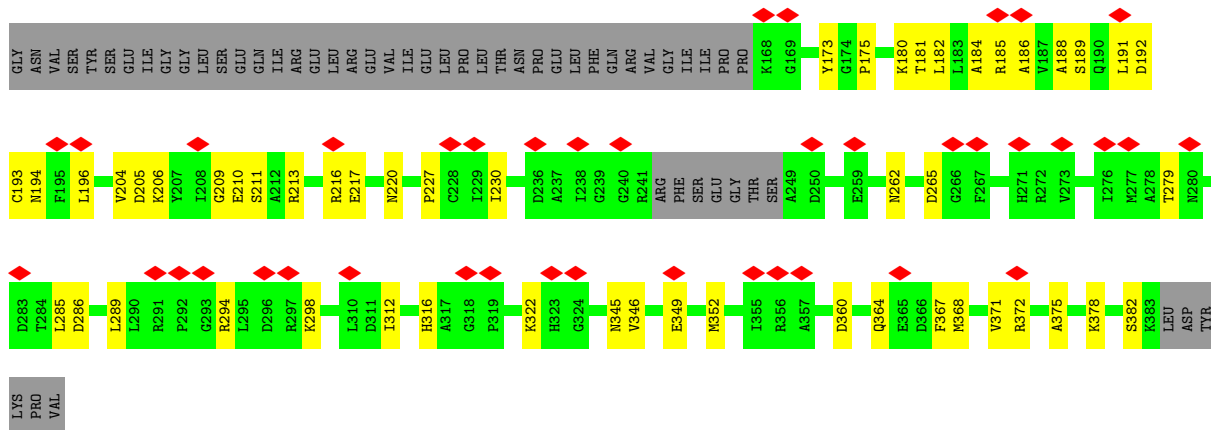 GLY ASN VAL SER TYR SER GLU ILE GLY GLY LEU SER GLU GLN ILE ARG GLU LEU ARG GLU VAL ILE GLU LEU PRO LEU THR ASN PRO GLU LEU PHE GLN ARG VAL GLY ILE ILE PRO PRO K168 G169 Y173 G174 P175 K180 T181 L182 L183 A184 R185 A186 V187 A188 S189 Q190 L191 D192
C193 N194 F195 L196 V204 D205 K206 Y207 I208 G209 E210 S211 A212 R213 R216 E217 N220 P227 C228 I229 I230 D236 A237 I238 G239 G240 R241 ARG PHE SER GLU GLY THR SER A249 D250 E259 N262 D265 G266 F267 H271 R272 V273 I276 M277 A278 T279 N280
D283 T284 L285 D286 L289 L290 R291 P292 G293 R294 L295 D296 R297 K298 L310 D311 I312 H316 A317 G318 P319 K322 H323 G324 N345 V346 E349 M352 I355 R356 A357 D360 Q364 E365 D366 F367 M368 V371 R372 A375 K378 S382 K383 LEU ASP TYR
LYS PRO VAL